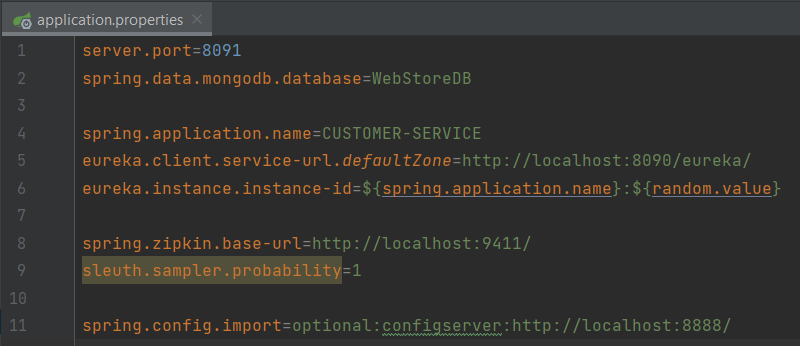 application.properties
1 server.port=8091
2 spring.data.mongodb.database=WebStoreDB
3
4 spring.application.name=CUSTOMER-SERVICE
5 eureka.client.service-url.defaultZone=http://localhost:8090/eureka/
6 eureka.instance.instance-id=${spring.application.name}:${random.value}
7
8 spring.zipkin.base-url=http://localhost:9411/
9 sleuth.sampler.probability=1
10
11 spring.config.import=optional:configserver:http://localhost:8888/